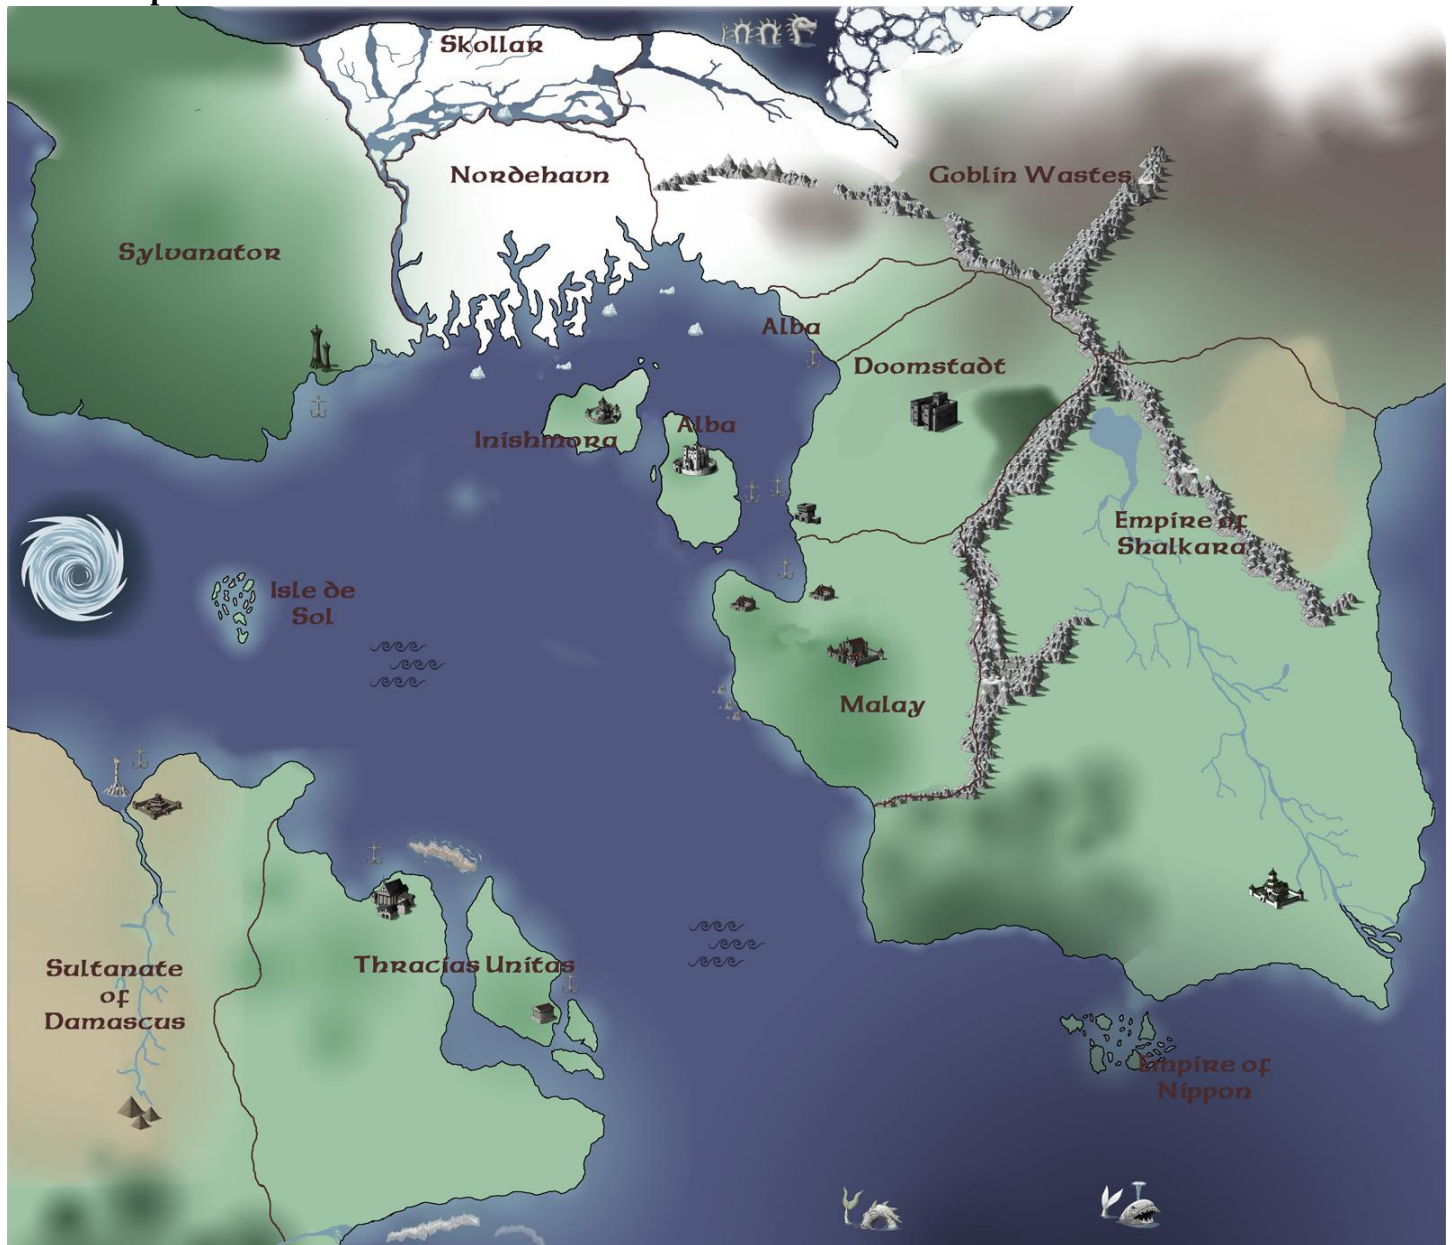 Skollar
Nordehavn
Goblin Wastes
Sylvanator
Alba
Doomstadt
Alba
Inishmora
Empire of
Shalkara
Isle de
Sol
Malay
Thracias Unitas
Sultanate
of
Damascus
Empire of
Nippon